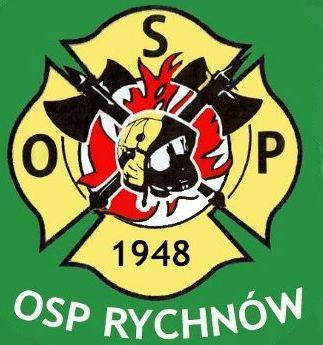 S
O P
1948
OSP RYCHNÓW